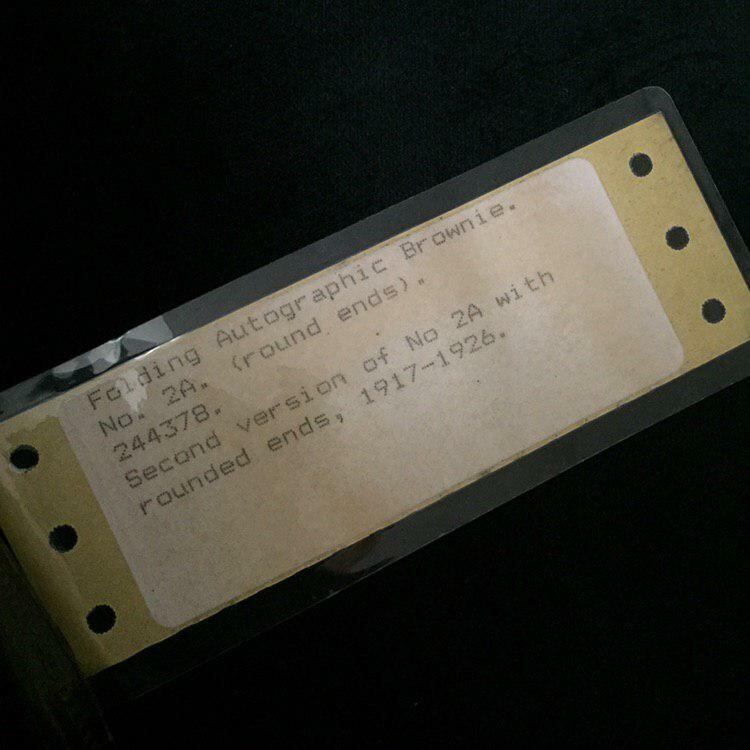 Folding Autographic Brownie.
No. 2A. (round ends).
244378.
Second version of No 2A with
rounded ends, 1917-1926.